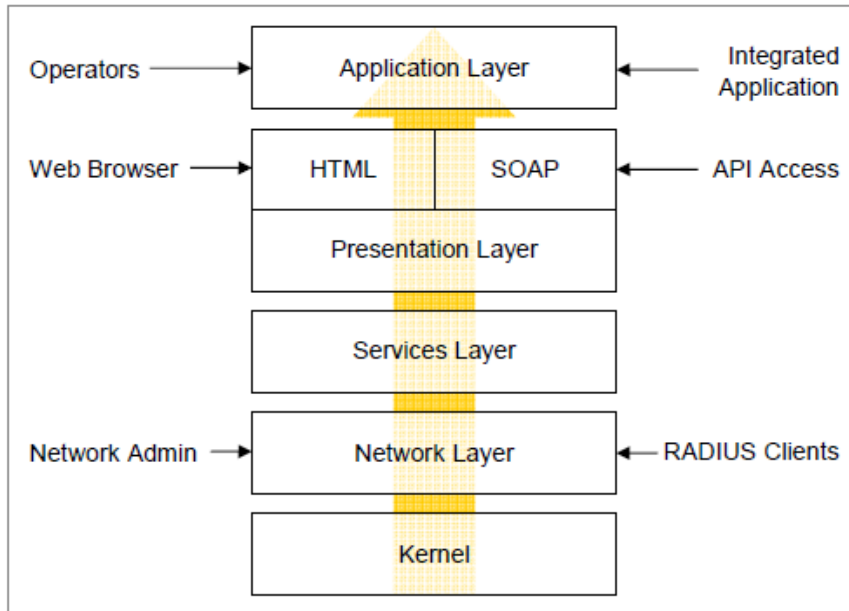 Operators
Application Layer
Integrated
Application
Web Browser
HTML
SOAP
API Access
Presentation Layer
Services Layer
Network Admin
Network Layer
RADIUS Clients
Kernel